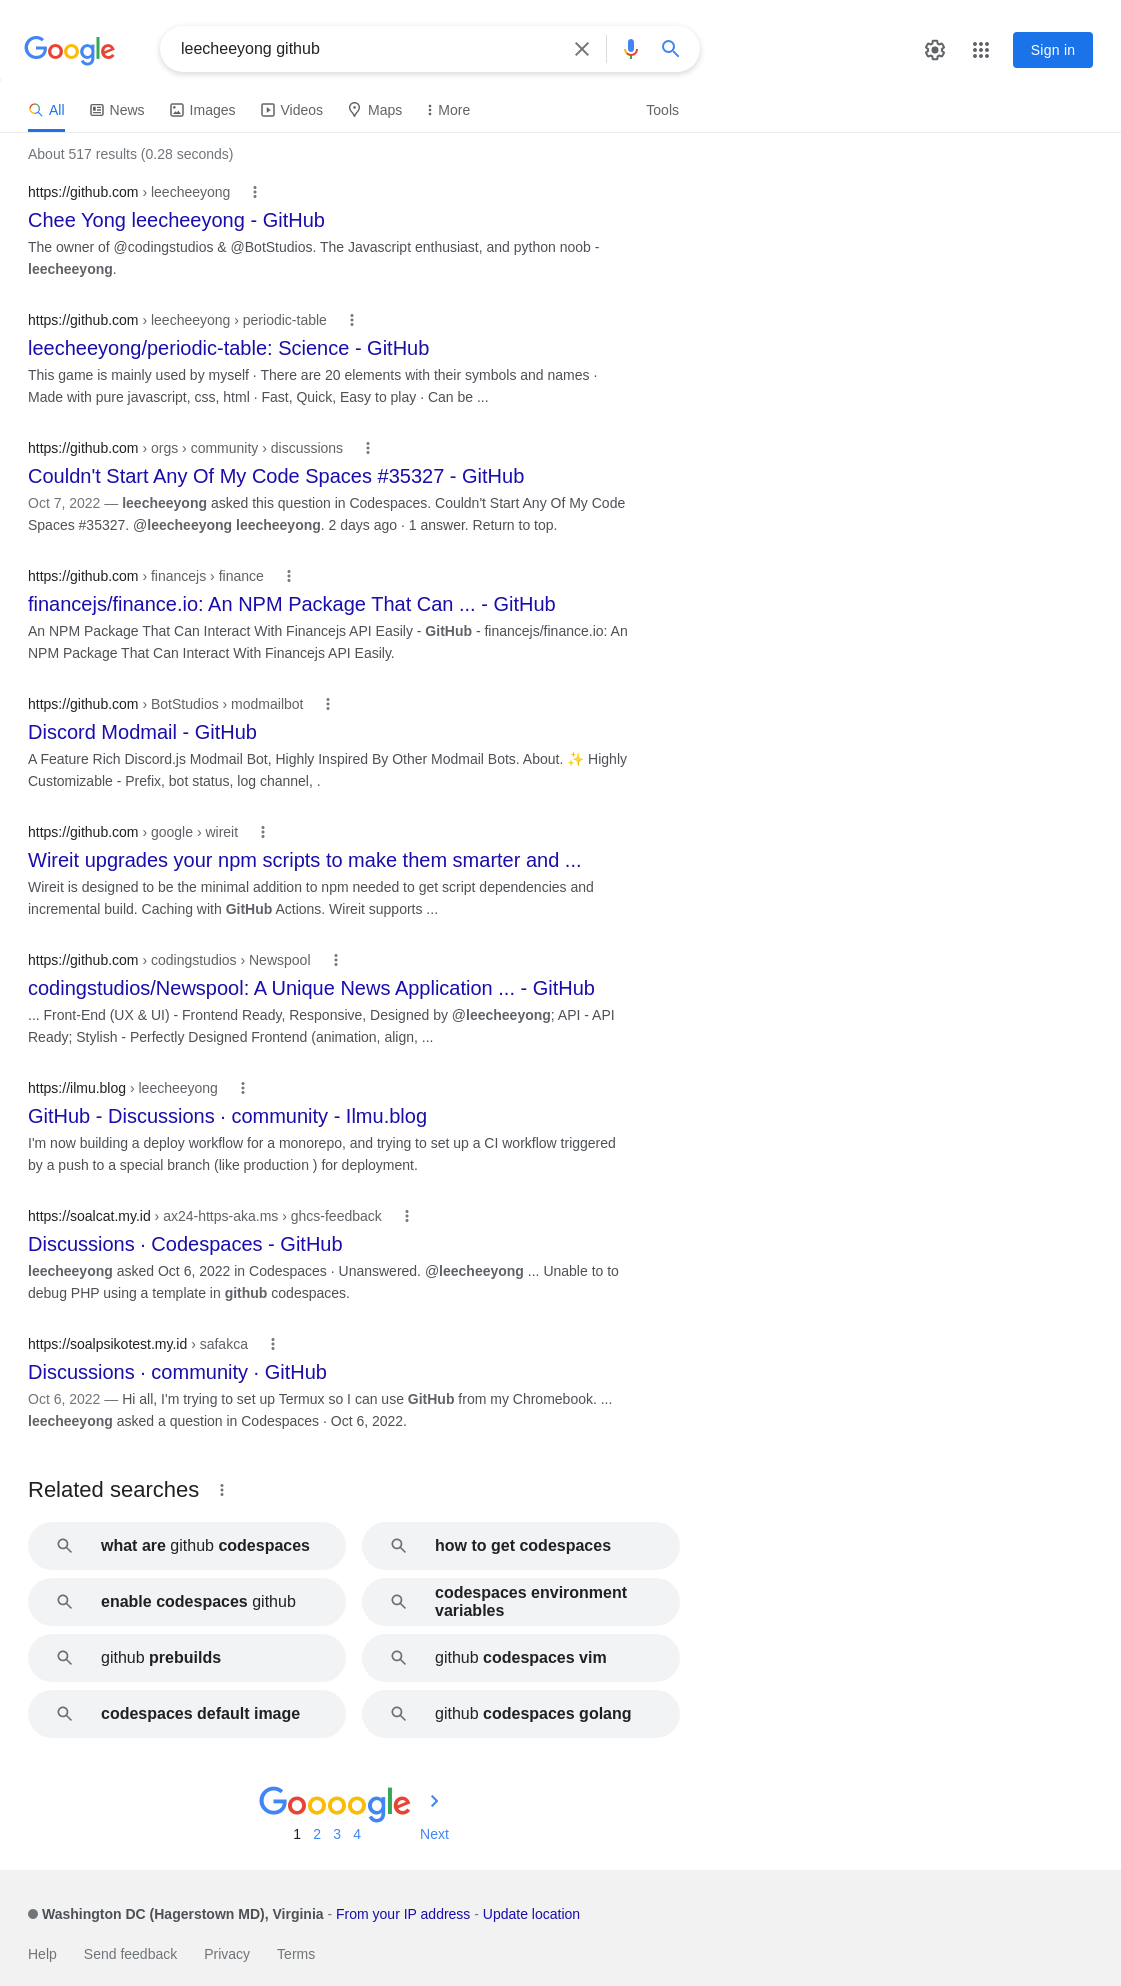 Google
leecheeyong github
Sign in
All
News
Images
Videos
Maps
More
Tools
About 517 results (0.28 seconds)
https://github.com › leecheeyong
Chee Yong leecheeyong - GitHub
The owner of @codingstudios & @BotStudios. The Javascript enthusiast, and python noob -
leecheeyong.
https://github.com › leecheeyong › periodic-table
leecheeyong/periodic-table: Science - GitHub
This game is mainly used by myself · There are 20 elements with their symbols and names ·
Made with pure javascript, css, html · Fast, Quick, Easy to play · Can be ...
https://github.com › orgs › community › discussions
Couldn't Start Any Of My Code Spaces #35327 - GitHub
Oct 7, 2022 — leecheeyong asked this question in Codespaces. Couldn't Start Any Of My Code
Spaces #35327. @leecheeyong leecheeyong. 2 days ago · 1 answer. Return to top.
https://github.com › financejs › finance
financejs/finance.io: An NPM Package That Can ... - GitHub
An NPM Package That Can Interact With Financejs API Easily - GitHub - financejs/finance.io: An
NPM Package That Can Interact With Financejs API Easily.
https://github.com › BotStudios › modmailbot
Discord Modmail - GitHub
A Feature Rich Discord.js Modmail Bot, Highly Inspired By Other Modmail Bots. About. ✨ Highly
Customizable - Prefix, bot status, log channel, .
https://github.com › google › wireit
Wireit upgrades your npm scripts to make them smarter and ...
Wireit is designed to be the minimal addition to npm needed to get script dependencies and
incremental build. Caching with GitHub Actions. Wireit supports ...
https://github.com › codingstudios › Newspool
codingstudios/Newspool: A Unique News Application ... - GitHub
... Front-End (UX & UI) - Frontend Ready, Responsive, Designed by @leecheeyong; API - API
Ready; Stylish - Perfectly Designed Frontend (animation, align, ...
https://ilmu.blog › leecheeyong
GitHub - Discussions · community - Ilmu.blog
I'm now building a deploy workflow for a monorepo, and trying to set up a CI workflow triggered
by a push to a special branch (like production ) for deployment.
https://soalcat.my.id › ax24-https-aka.ms › ghcs-feedback
Discussions · Codespaces - GitHub
leecheeyong asked Oct 6, 2022 in Codespaces · Unanswered. @leecheeyong ... Unable to to
debug PHP using a template in github codespaces.
https://soalpsikotest.my.id › safakca
Discussions · community · GitHub
Oct 6, 2022 — Hi all, I'm trying to set up Termux so I can use GitHub from my Chromebook. ...
leecheeyong asked a question in Codespaces · Oct 6, 2022.
Related searches
what are github codespaces
how to get codespaces
enable codespaces github
codespaces environment
variables
github prebuilds
github codespaces vim
codespaces default image
github codespaces golang
Goooogle
1 2 3 4 Next
Washington DC (Hagerstown MD), Virginia - From your IP address - Update location
Help Send feedback Privacy Terms